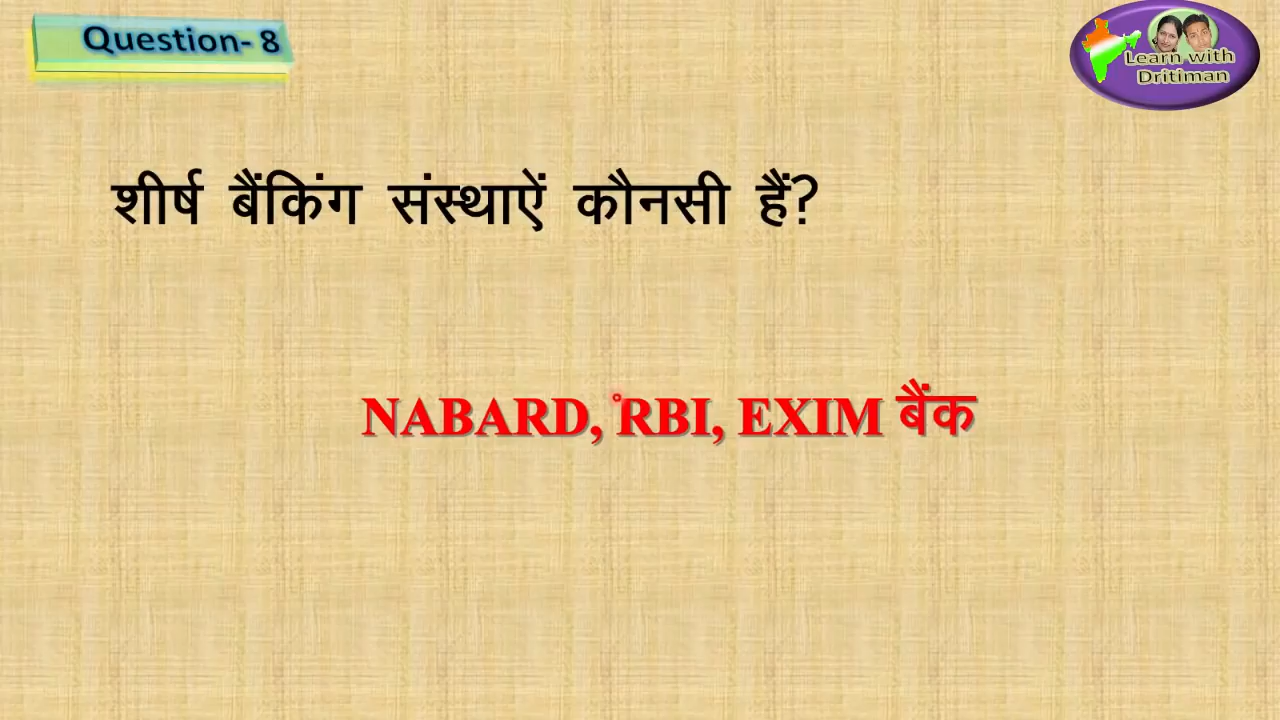 Question- 8
Learn with
Dritiman
शीर्ष बैंकिंग संस्थाऐं कौनसी हैं?
NABARD, RBI, EXIM बैंक